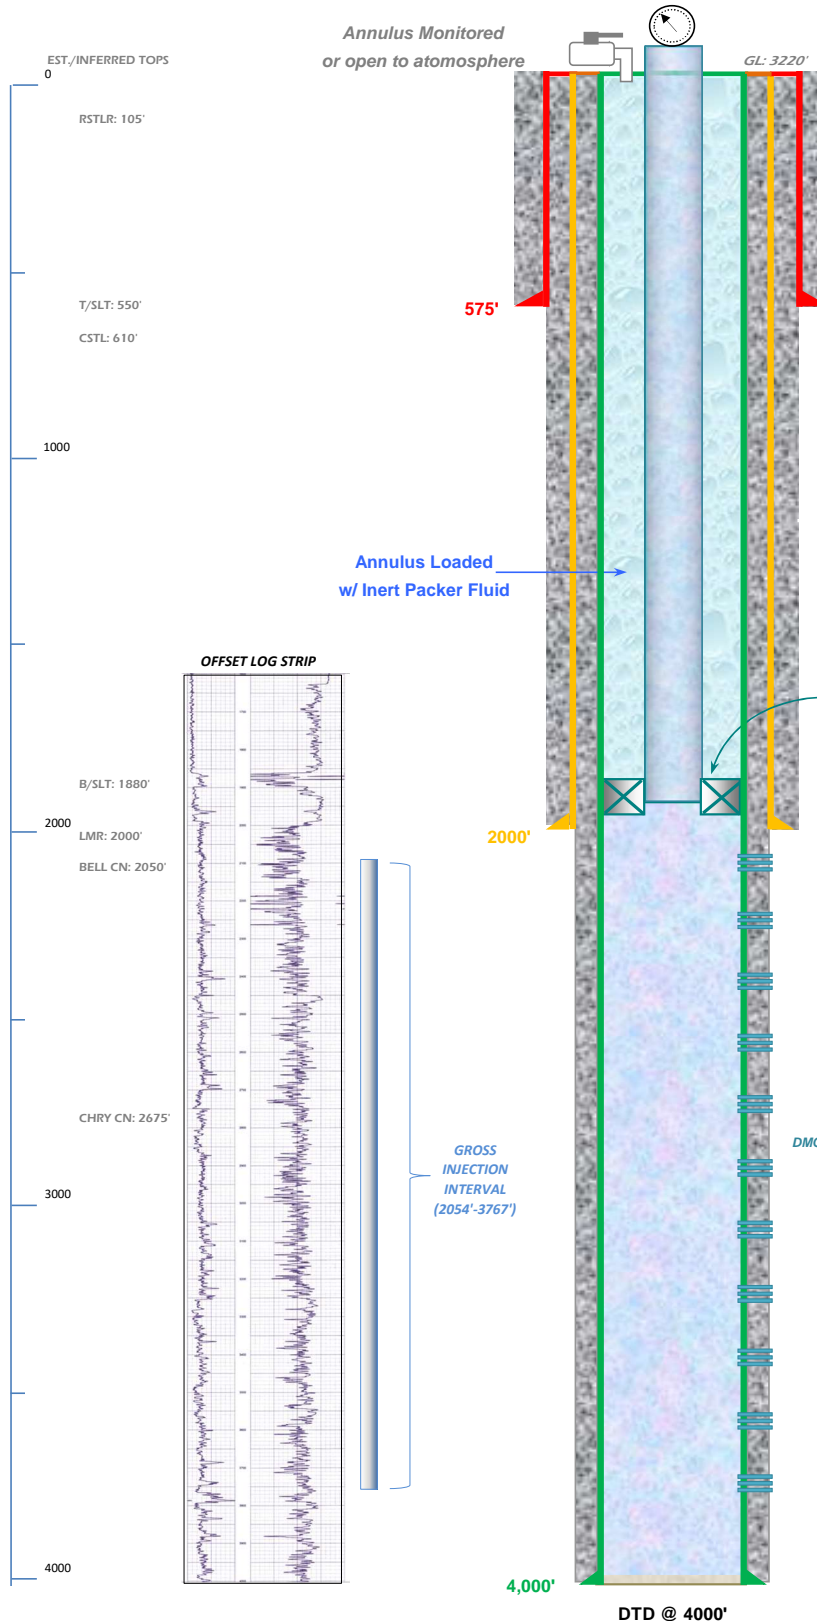 Annulus Monitored
or open to atomosphere
EST./INFERRED TOPS
GL: 3220'
0
RSTLR: 105'
T/SLT: 550'
575'
CSTL: 610'
1000
Annulus Loaded
w/ Inert Packer Fluid
OFFSET LOG STRIP
B/SLT: 1880'
2000
LMR: 2000'
2000'
BELL CN: 2050'
CHRY CN: 2675'
DMC
GROSS
INJECTION
INTERVAL
(2054'-3767')
3000
4000
4,000'
DTD @ 4000'